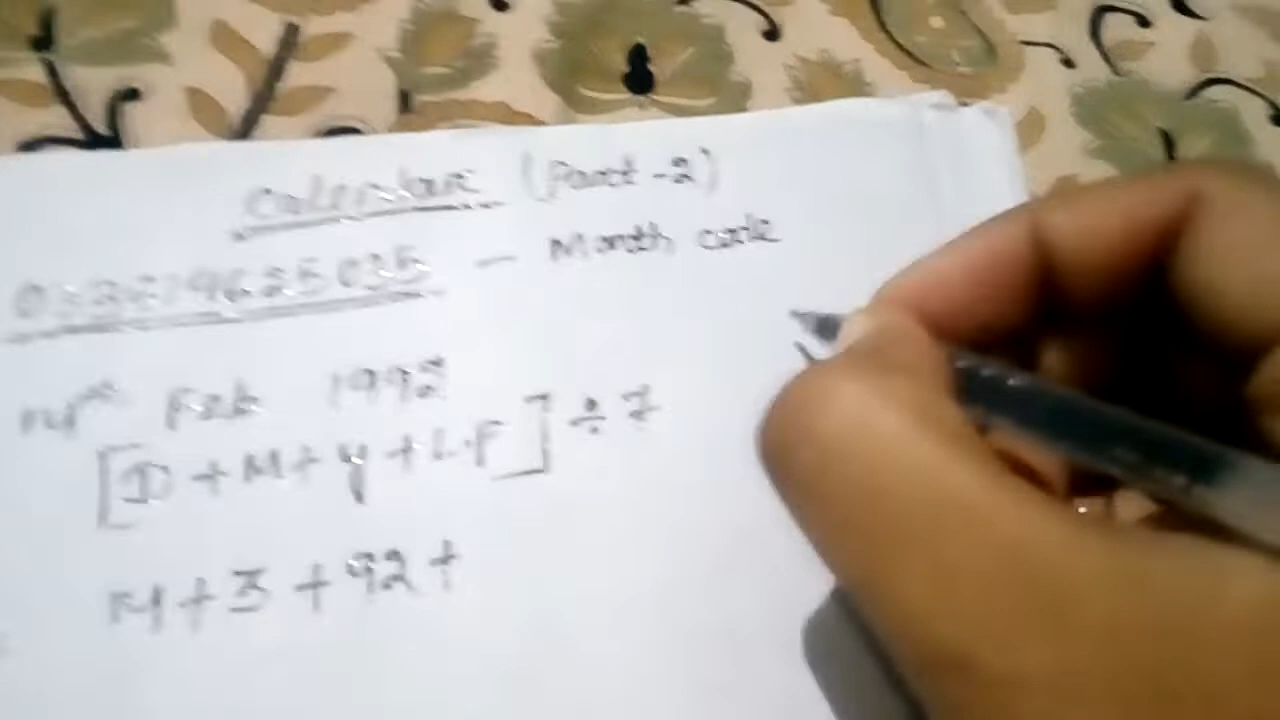 Calendar (Part-2)
033614625035 - Month code
14th Feb 1992
[D+M+y+L.P]÷7
14+3+92+